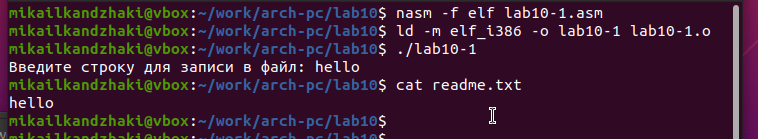 mikailkandzhaki@vbox:~/work/arch-pc/lab10$ nasm -f elf lab10-1.asm
mikailkandzhaki@vbox:~/work/arch-pc/lab10$ ld -m elf_i386 -o lab10-1 lab10-1.o
mikailkandzhaki@vbox:~/work/arch-pc/lab10$ ./lab10-1
Введите строку для записи в файл: hello
mikailkandzhaki@vbox:~/work/arch-pc/lab10$ cat readme.txt
hello
mikailkandzhaki@vbox:~/work/arch-pc/lab10$
mikailkandzhaki@vbox:~/work/arch-pc/lab10$